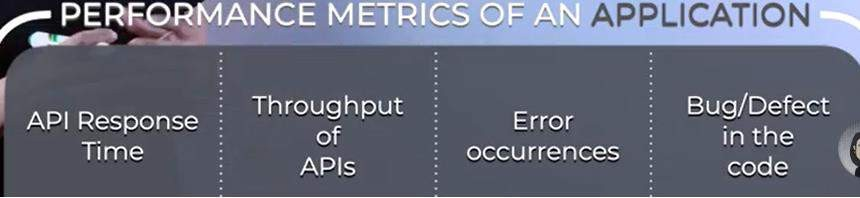 PERFORMANCE METRICS OF AN APPLICATION
API Response
Time
Throughput
of
APIs
Error
occurrences
Bug/Defect
in the
code